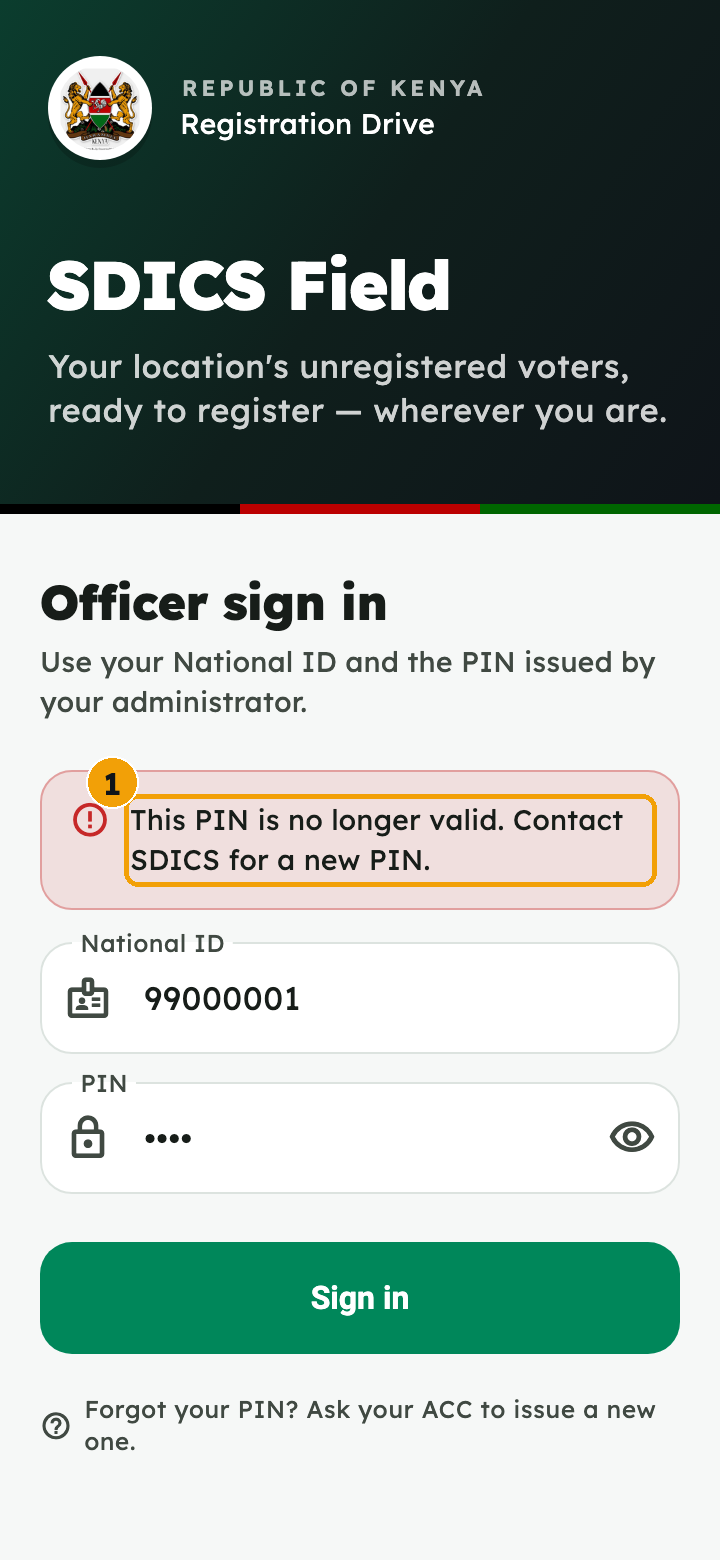 REPUBLIC OF KENYA
Registration Drive
SDICS Field
Your location's unregistered voters,
ready to register — wherever you are.
Officer sign in
Use your National ID and the PIN issued by
your administrator.
1
This PIN is no longer valid. Contact
SDICS for a new PIN.
National ID
99000001
PIN
••••
Sign in
Forgot your PIN? Ask your ACC to issue a new
one.